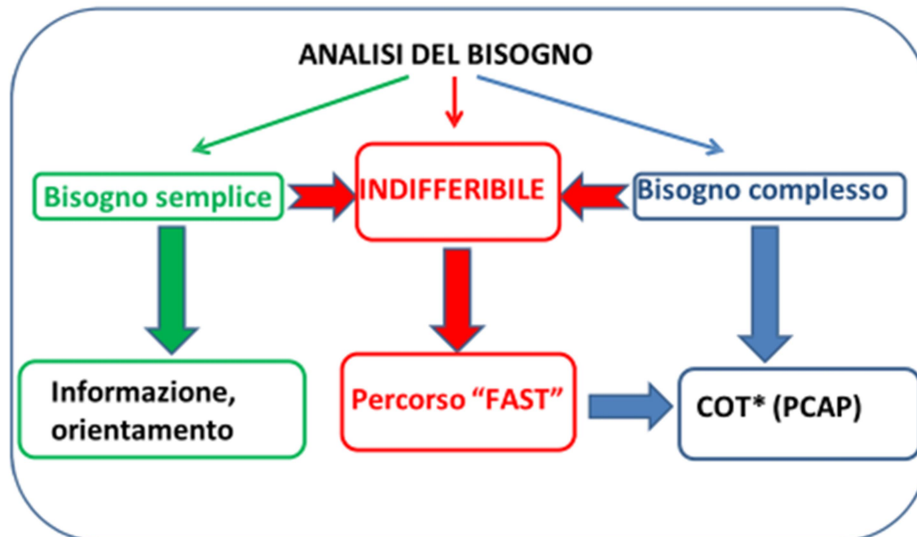 ANALISI DEL BISOGNO
Bisogno semplice
INDIFFERIBILE
Bisogno complesso
Informazione,
orientamento
Percorso “FAST”
COT* (PCAP)